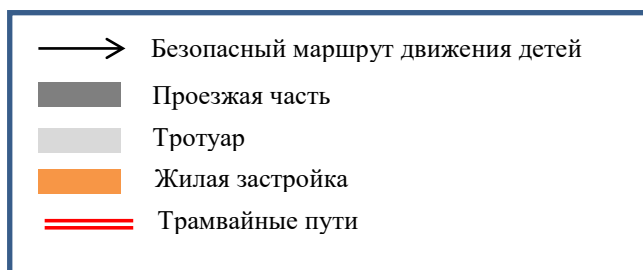 Безопасный маршрут движения детей
Проезжая часть
Тротуар
Жилая застройка
Трамвайные пути